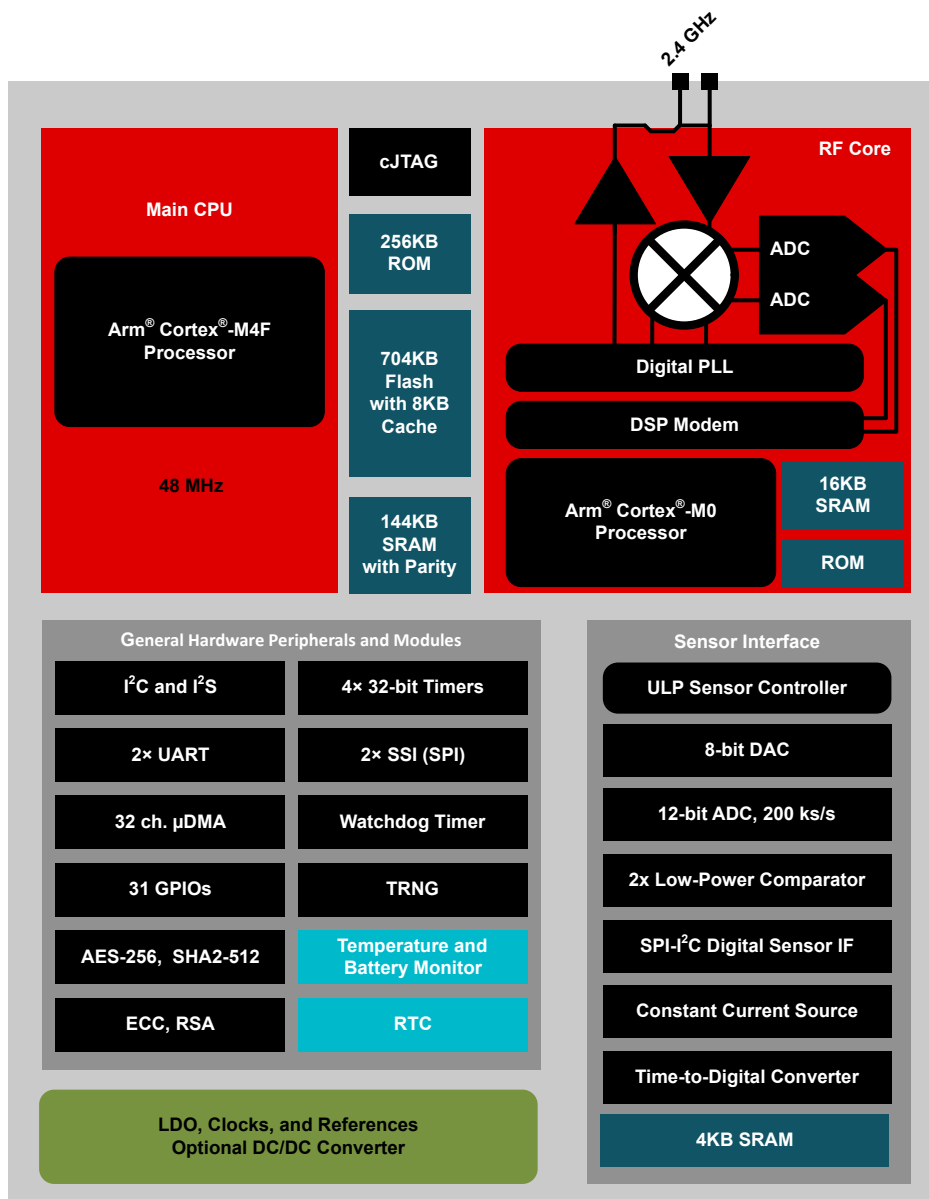 2.4 GHz
Main CPU
Arm® Cortex®-M4F
Processor
48 MHz
cJTAG
256KB
ROM
704KB
Flash
with 8KB
Cache
144KB
SRAM
with Parity
RF Core
ADC
ADC
Digital PLL
DSP Modem
Arm® Cortex®-M0
Processor
16KB
SRAM
ROM
General Hardware Peripherals and Modules
I²C and I²S
4× 32-bit Timers
2× UART
2× SSI (SPI)
32 ch. µDMA
Watchdog Timer
31 GPIOs
TRNG
AES-256, SHA2-512
Temperature and
Battery Monitor
ECC, RSA
RTC
LDO, Clocks, and References
Optional DC/DC Converter
Sensor Interface
ULP Sensor Controller
8-bit DAC
12-bit ADC, 200 ks/s
2x Low-Power Comparator
SPI-I²C Digital Sensor IF
Constant Current Source
Time-to-Digital Converter
4KB SRAM